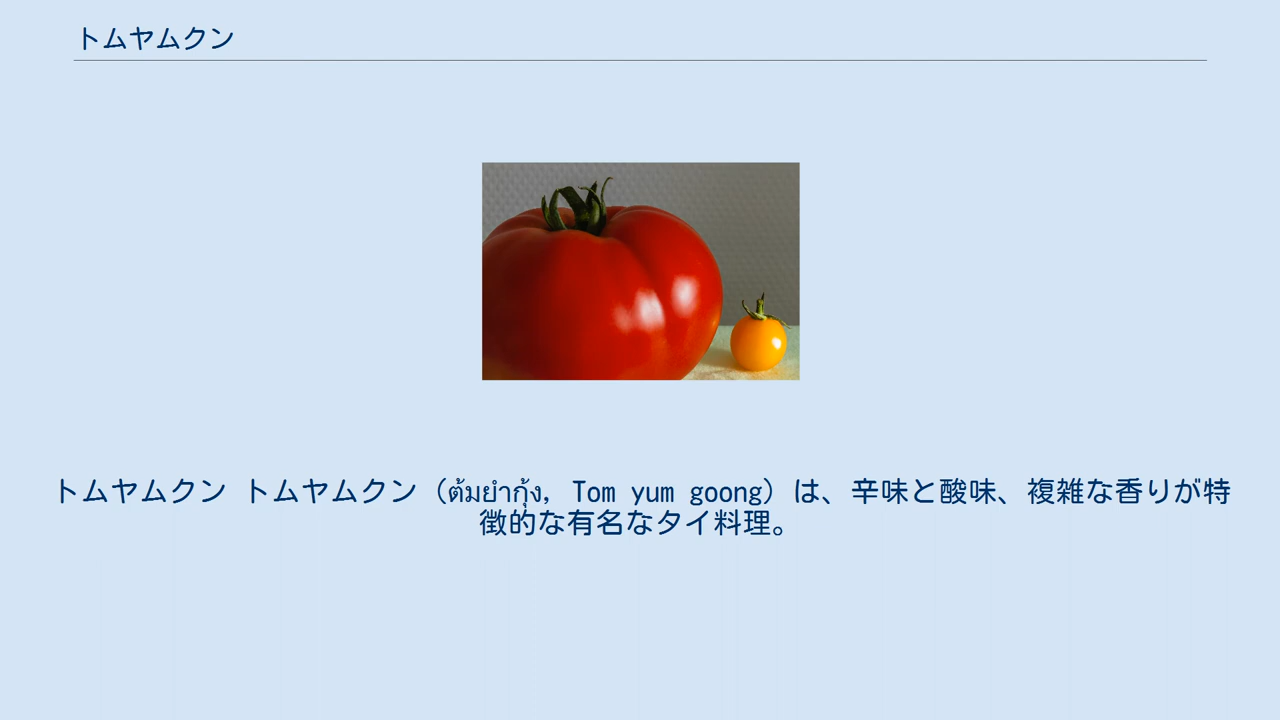 トムヤムクン
トムヤムクン トムヤムクン（ต้มยำกุ้ง, Tom yum goong）は、辛味と酸味、複雑な香りが特
徴的な有名なタイ料理。